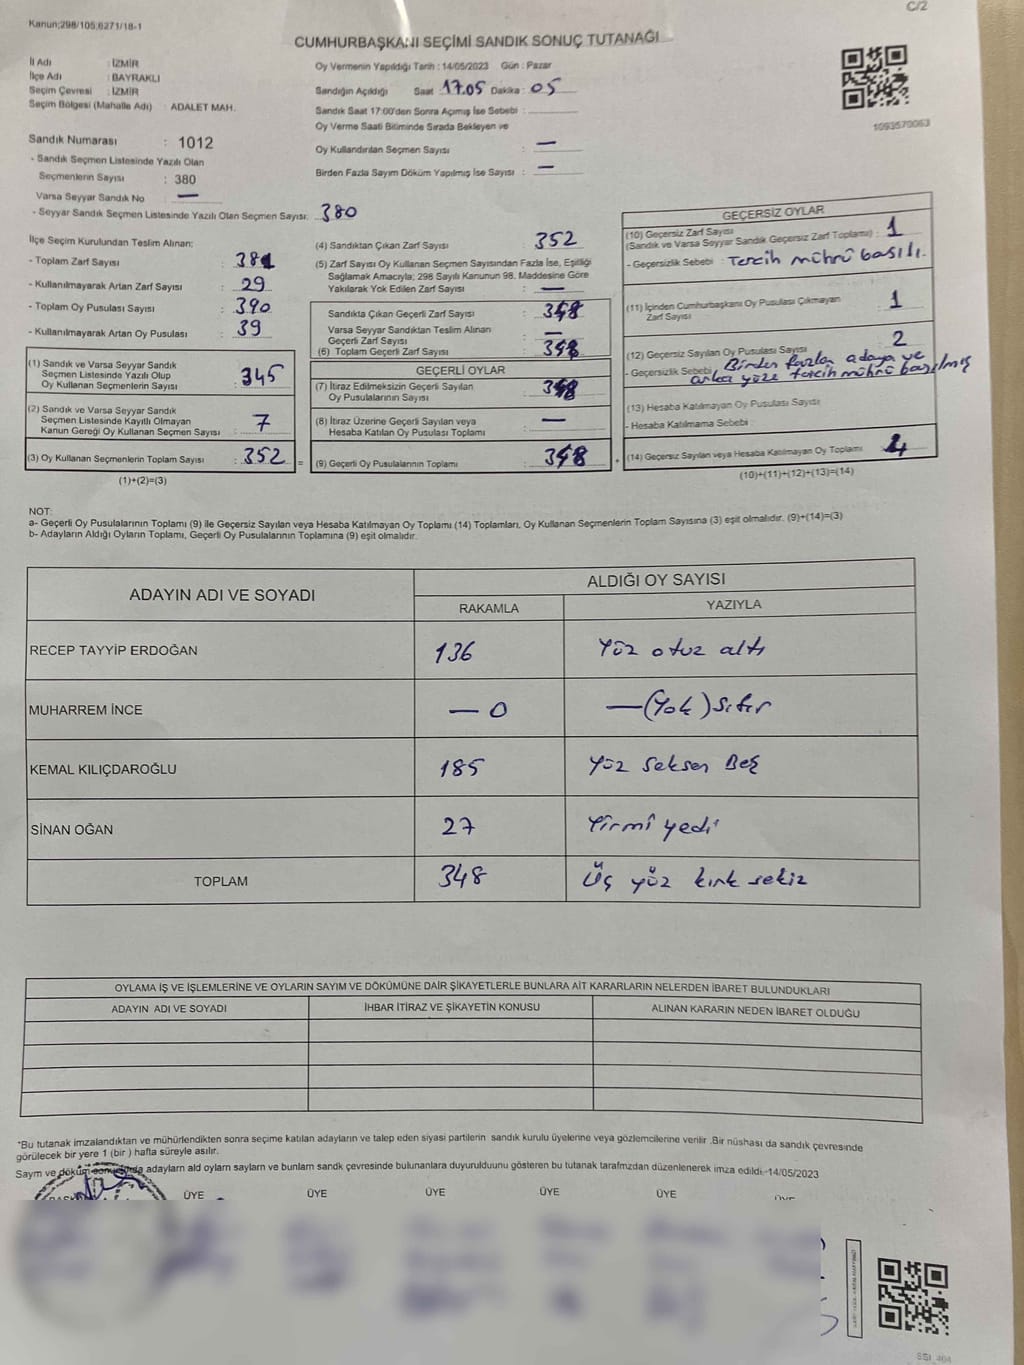 C/2
Kanun;298/105;6271/18-1
CUMHURBAŞKANI SEÇİMİ SANDIK SONUÇ TUTANAĞI
İl Adı : İZMİR
İlçe Adı : BAYRAKLI
Seçim Çevresi : İZMİR
Seçim Bölgesi (Mahalle Adı) : ADALET MAH.
Sandık Numarası : 1012
- Sandık Seçmen Listesinde Yazılı Olan
Seçmenlerin Sayısı : 380
Varsa Seyyar Sandık No : —
- Seyyar Sandık Seçmen Listesinde Yazılı Olan Seçmen Sayısı: 380
Oy Vermenin Yapıldığı Tarih : 14/05/2023 Gün : Pazar
Sandığın Açıldığı Saat 17.05 Dakika : 05
Sandık Saat 17:00'den Sonra Açımış İse Sebebi :
Oy Verme Saati Bitiminde Sırada Bekleyen ve
Oy Kullandırılan Seçmen Sayısı : —
Birden Fazla Sayım Döküm Yapılmış İse Sayısı : —
1093570063
İlçe Seçim Kurulundan Teslim Alınan;
- Toplam Zarf Sayısı : 381
- Kullanılmayarak Artan Zarf Sayısı : 29
- Toplam Oy Pusulası Sayısı : 390
- Kullanılmayarak Artan Oy Pusulası : 39
(1) Sandık ve Varsa Seyyar Sandık
Seçmen Listesinde Yazılı Olup
Oy Kullanan Seçmenlerin Sayısı : 345
(2) Sandık ve Varsa Seyyar Sandık
Seçmen Listesinde Kayıtlı Olmayan
Kanun Gereği Oy Kullanan Seçmen Sayısı : 7
(3) Oy Kullanan Seçmenlerin Toplam Sayısı : 352
(1)+(2)=(3)
(4) Sandıktan Çıkan Zarf Sayısı : 352
(5) Zarf Sayısı Oy Kullanan Seçmen Sayısından Fazla İse, Eşitliği
Sağlamak Amacıyla; 298 Sayılı Kanunun 98. Maddesine Göre
Yakılarak Yok Edilen Zarf Sayısı : —
Sandıkta Çıkan Geçerli Zarf Sayısı : 348
Varsa Seyyar Sandıktan Teslim Alınan
Geçerli Zarf Sayısı : —
(6) Toplam Geçerli Zarf Sayısı : 348
GEÇERLİ OYLAR
(7) İtiraz Edilmeksizin Geçerli Sayılan
Oy Pusulalarının Sayısı : 348
(8) İtiraz Üzerine Geçerli Sayılan veya
Hesaba Katılan Oy Pusulası Toplamı : —
= (9) Geçerli Oy Pusulalarının Toplamı : 348 +
GEÇERSİZ OYLAR
(10) Geçersiz Zarf Sayısı
(Sandık ve Varsa Seyyar Sandık Geçersiz Zarf Toplamı) : 1
- Geçersizlik Sebebi : Tercih mührü basılı.
(11) İçinden Cumhurbaşkanı Oy Pusulası Çıkmayan
Zarf Sayısı 1
(12) Geçersiz Sayılan Oy Pusulası Sayısı 2
- Geçersizlik Sebebi Birden fazla adaya ve
arka yüze tercih mührü basılmış
(13) Hesaba Katılmayan Oy Pusulası Sayısı
- Hesaba Katılmama Sebebi
(14) Geçersiz Sayılan veya Hesaba Katılmayan Oy Toplamı : 4
(10)+(11)+(12)+(13)=(14)
NOT:
a- Geçerli Oy Pusulalarının Toplamı (9) ile Geçersiz Sayılan veya Hesaba Katılmayan Oy Toplamı (14) Toplamları, Oy Kullanan Seçmenlerin Toplam Sayısına (3) eşit olmalıdır. (9)+(14)=(3)
b- Adayların Aldığı Oyların Toplamı, Geçerli Oy Pusulalarının Toplamına (9) eşit olmalıdır.
ADAYIN ADI VE SOYADI ALDIĞI OY SAYISI
RAKAMLA YAZIYLA
RECEP TAYYİP ERDOĞAN 136 Yüz otuz altı
MUHARREM İNCE — 0 — (Yok) Sıfır
KEMAL KILIÇDAROĞLU 185 Yüz Seksen Beş
SİNAN OĞAN 27 Yirmi yedi
TOPLAM 348 Üç yüz kırk sekiz
OYLAMA İŞ VE İŞLEMLERİNE VE OYLARIN SAYIM VE DÖKÜMÜNE DAİR ŞİKAYETLERLE BUNLARA AİT KARARLARIN NELERDEN İBARET BULUNDUKLARI
ADAYIN ADI VE SOYADI İHBAR İTİRAZ VE ŞİKAYETİN KONUSU ALINAN KARARIN NEDEN İBARET OLDUĞU
"Bu tutanak imzalandıktan ve mühürlendikten sonra seçime katılan adayların ve talep eden siyasi partilerin sandık kurulu üyelerine veya gözlemcilerine verilir .Bir nüshası da sandık çevresinde
görülecek bir yere 1 (bir ) hafta süreyle asılır.
Sayım ve döküm sonucunda adayların ald oyların sayların ve bunlam sandk çevresinde bulunanlara duyurulduunu gösteren bu tutanak tarafmzdan düzenlenerek imza edildi.-14/05/2023
ÜYE ÜYE ÜYE ÜYE ÜYE